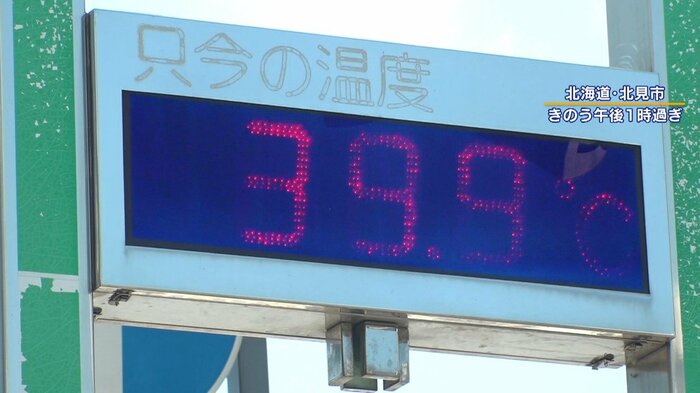 只今の温度
39.9℃
北海道・北見市
きのう午後1時過ぎ